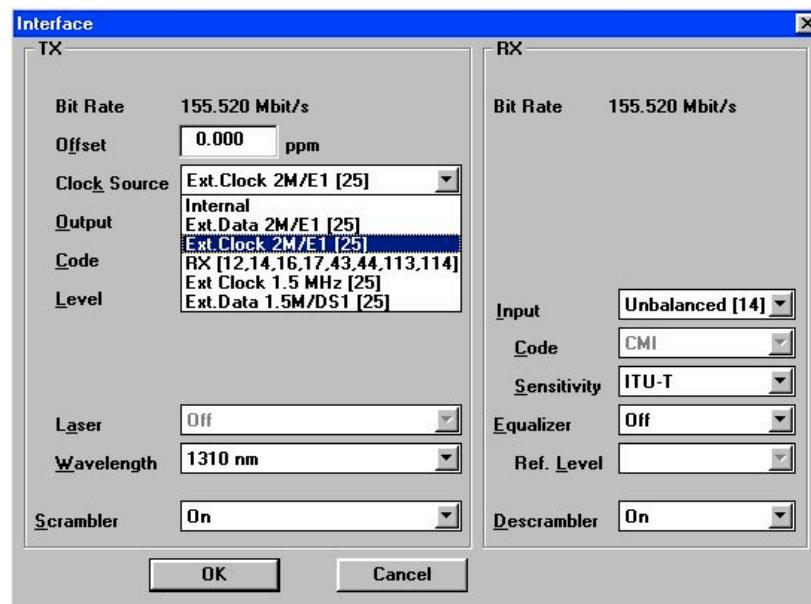 Interface
TX
Bit Rate 155.520 Mbit/s
Offset 0.000 ppm
Clock Source Ext.Clock 2M/E1 [25]
Internal
Output Ext.Data 2M/E1 [25]
Ext.Clock 2M/E1 [25]
Code RX [12,14,16,17,43,44,113,114]
Ext Clock 1.5 MHz [25]
Level Ext.Data 1.5M/DS1 [25]
Laser Off
Wavelength 1310 nm
Scrambler On
RX
Bit Rate 155.520 Mbit/s
Input Unbalanced [14]
Code CMI
Sensitivity ITU-T
Equalizer Off
Ref. Level
Descrambler On
OK Cancel